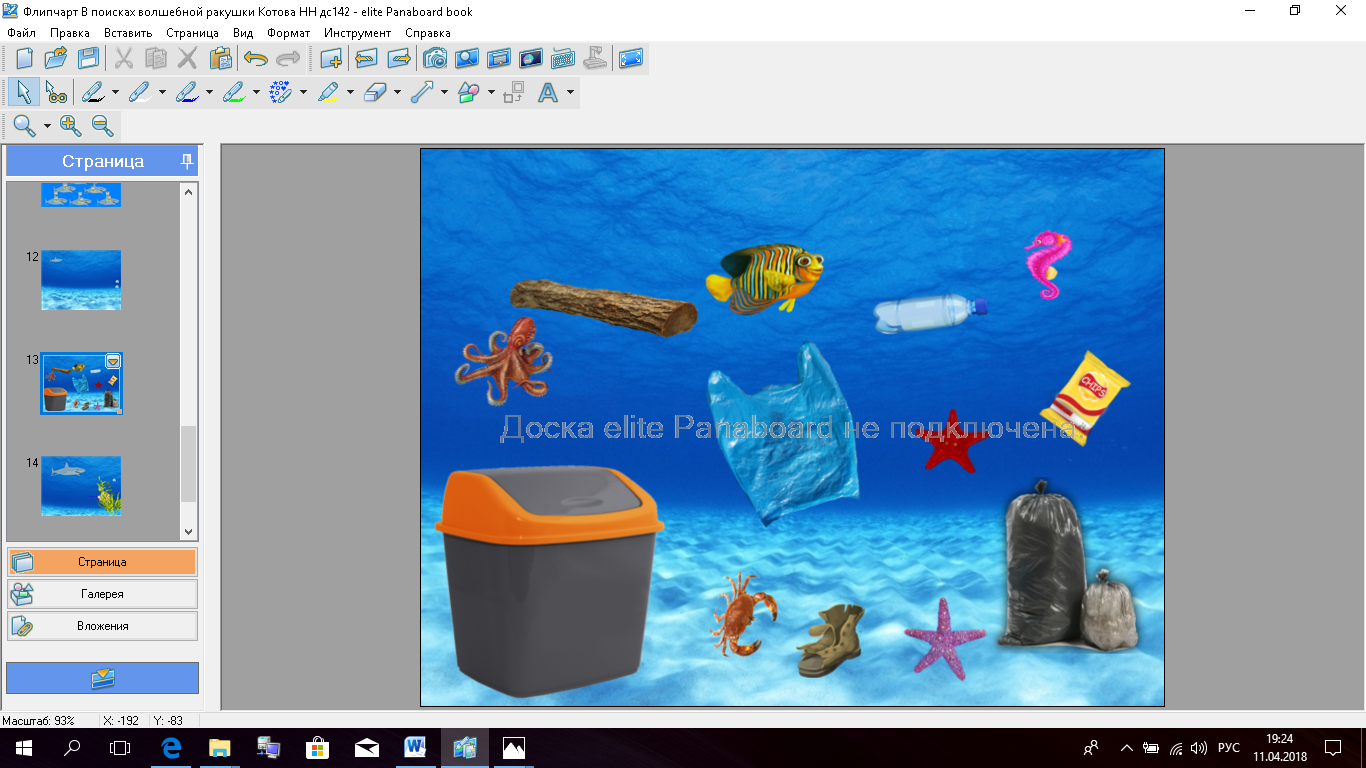 Флипчарт В поисках волшебной ракушки Котова НН дс142 - elite Panaboard book
Файл Правка Вставить Страница Вид Формат Инструмент Справка
Страница
12
13
14
Страница
Галерея
Вложения
CHIPS
Доска elite Panaboard не подключена
Масштаб: 93% X: -192 Y: -83
РУС
19:24
11.04.2018